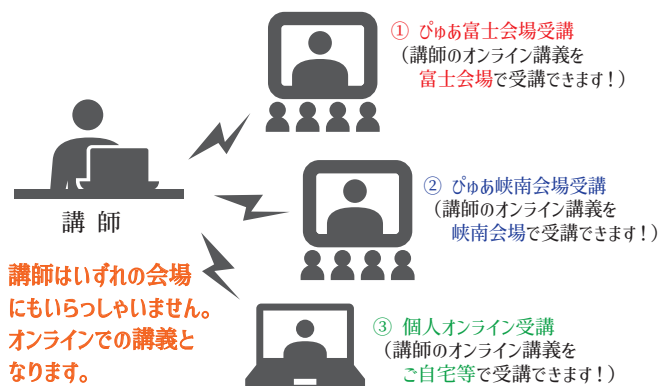 ① ぴゅあ富士会場受講
（講師のオンライン講義を
富士会場で受講できます！）
講 師
② ぴゅあ峡南会場受講
（講師のオンライン講義を
峡南会場で受講できます！）
講師はいずれの会場
にもいらっしゃいません。
オンラインでの講義と
なります。
③ 個人オンライン受講
（講師のオンライン講義を
ご自宅等で受講できます！）